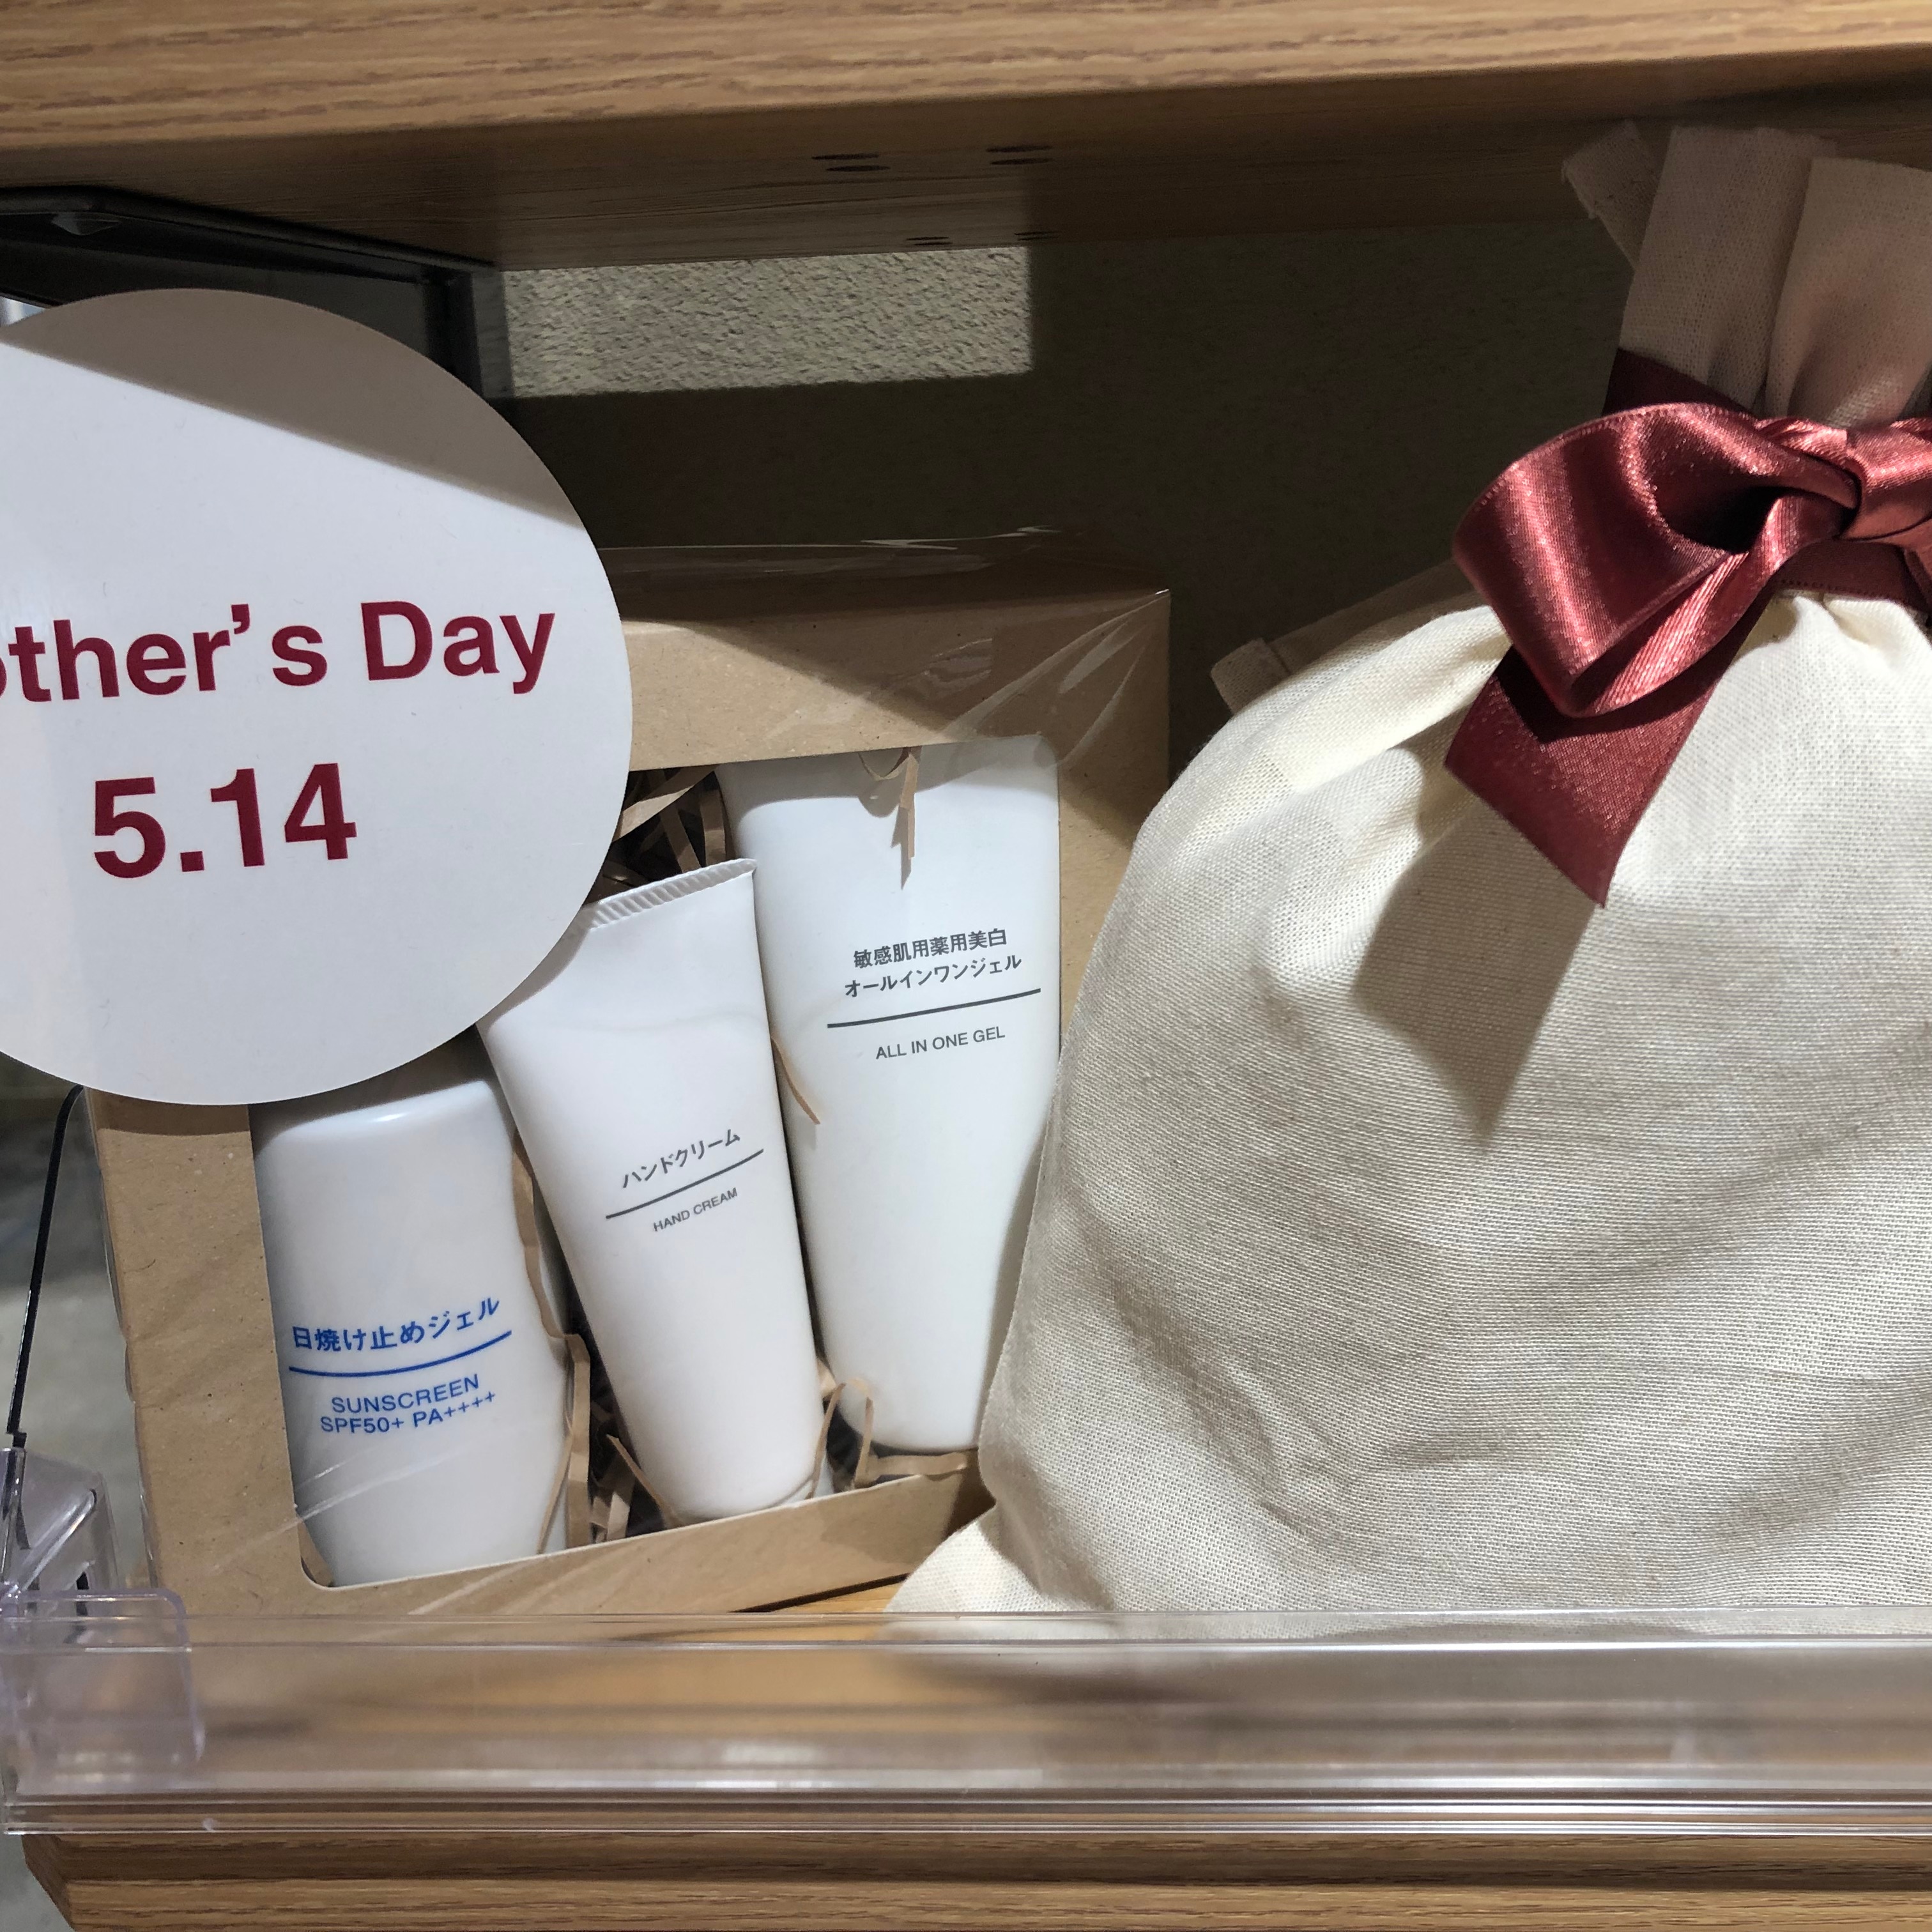 other's Day
5.14
敏感肌用薬用美白
オールインワンジェル
ALL IN ONE GEL
ハンドクリーム
HAND CREAM
日焼け止めジェル
SUNSCREEN
SPF50+ PA++++